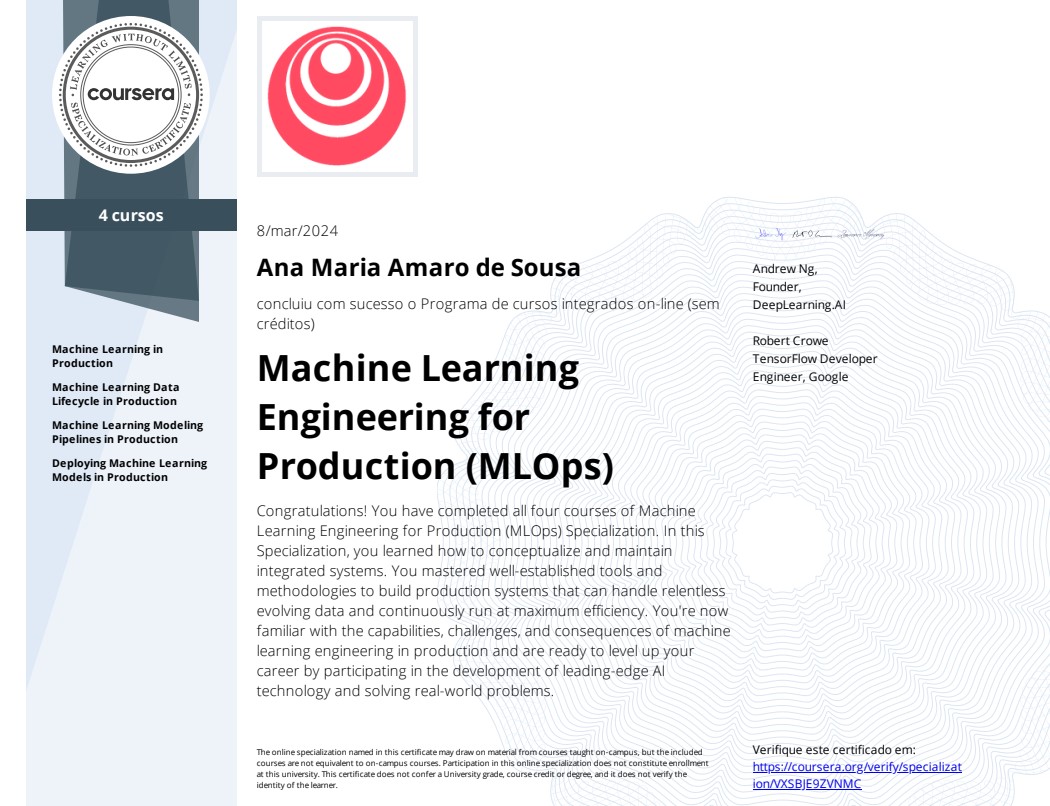 LEARNING WITHOUT LIMITS
coursera
SPECIALIZATION CERTIFICATE
4 cursos
Machine Learning in
Production
Machine Learning Data
Lifecycle in Production
Machine Learning Modeling
Pipelines in Production
Deploying Machine Learning
Models in Production
8/mar/2024
Ana Maria Amaro de Sousa
concluiu com sucesso o Programa de cursos integrados on-line (sem
créditos)
Machine Learning
Engineering for
Production (MLOps)
Congratulations! You have completed all four courses of Machine
Learning Engineering for Production (MLOps) Specialization. In this
Specialization, you learned how to conceptualize and maintain
integrated systems. You mastered well-established tools and
methodologies to build production systems that can handle relentless
evolving data and continuously run at maximum efficiency. You're now
familiar with the capabilities, challenges, and consequences of machine
learning engineering in production and are ready to level up your
career by participating in the development of leading-edge AI
technology and solving real-world problems.
The online specialization named in this certificate may draw on material from courses taught on-campus, but the included
courses are not equivalent to on-campus courses. Participation in this online specialization does not constitute enrollment
at this university. This certificate does not confer a University grade, course credit or degree, and it does not verify the
identity of the learner.
Andrew Ng,
Founder,
DeepLearning.AI
Robert Crowe
TensorFlow Developer
Engineer, Google
Verifique este certificado em:
https://coursera.org/verify/specializat
ion/VXSBJE9ZVNMC